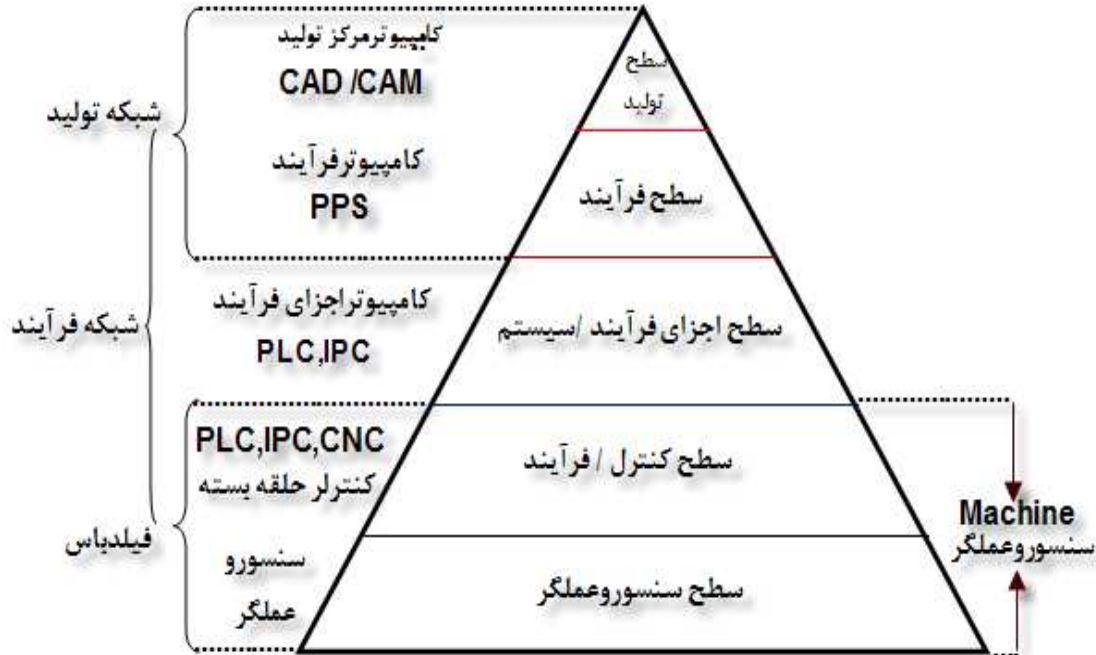 کامپیوترمرکز تولید
CAD /CAM
سطح
تولید
شبکه تولید
کامپیوترفرآیند
PPS
سطح فرآیند
کامپیوتراجزای فرآیند
PLC,IPC
سطح اجزای فرآیند /سیستم
شبکه فرآیند
PLC,IPC,CNC
کنترلر حلقه بسته
سطح کنترل / فرآیند
Machine
سنسوروعملگر
فیلدباس
سنسورو
عملگر
سطح سنسوروعملگر